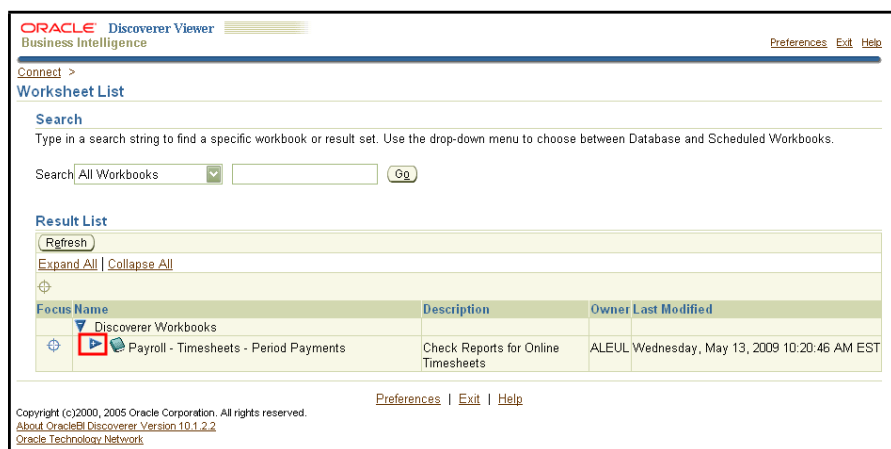 ORACLE Discoverer Viewer
Business Intelligence
Preferences Exit Help
Connect >
Worksheet List
Search
Type in a search string to find a specific workbook or result set. Use the drop-down menu to choose between Database and Scheduled Workbooks.
Search All Workbooks Go
Result List
Refresh
Expand All | Collapse All
Focus Name Description Owner Last Modified
Discoverer Workbooks
Payroll - Timesheets - Period Payments Check Reports for Online Timesheets ALEUL Wednesday, May 13, 2009 10:20:46 AM EST
Preferences | Exit | Help
Copyright (c)2000, 2005 Oracle Corporation. All rights reserved.
About OracleBI Discoverer Version 10.1.2.2
Oracle Technology Network